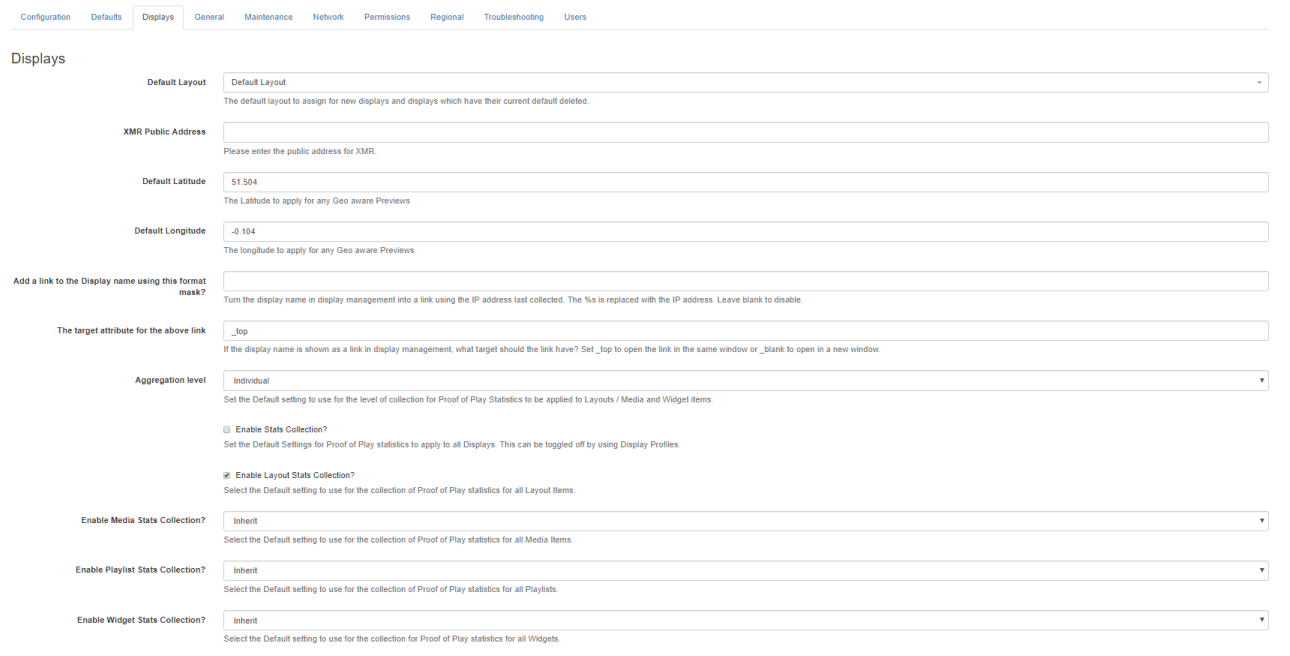 Configuration Defaults Displays General Maintenance Network Permissions Regional Troubleshooting Users
Displays
Default Layout Default Layout
The default layout to assign for new displays and displays which have their current default deleted.
XMR Public Address
Please enter the public address for XMR.
Default Latitude 51.504
The Latitude to apply for any Geo aware Previews
Default Longitude -0.104
The longitude to apply for any Geo aware Previews
Add a link to the Display name using this format
mask?
Turn the display name in display management into a link using the IP address last collected. The %s is replaced with the IP address. Leave blank to disable.
The target attribute for the above link _top
If the display name is shown as a link in display management, what target should the link have? Set _top to open the link in the same window or _blank to open in a new window.
Aggregation level Individual
Set the Default setting to use for the level of collection for Proof of Play Statistics to be applied to Layouts / Media and Widget items.
Enable Stats Collection?
Set the Default Settings for Proof of Play statistics to apply to all Displays. This can be toggled off by using Display Profiles.
Enable Layout Stats Collection?
Select the Default setting to use for the collection of Proof of Play statistics for all Layout Items.
Enable Media Stats Collection? Inherit
Select the Default setting to use for the collection of Proof of Play statistics for all Media Items.
Enable Playlist Stats Collection? Inherit
Select the Default setting to use for the collection of Proof of Play statistics for all Playlists.
Enable Widget Stats Collection? Inherit
Select the Default setting to use for the collection for Proof of Play statistics for all Widgets.